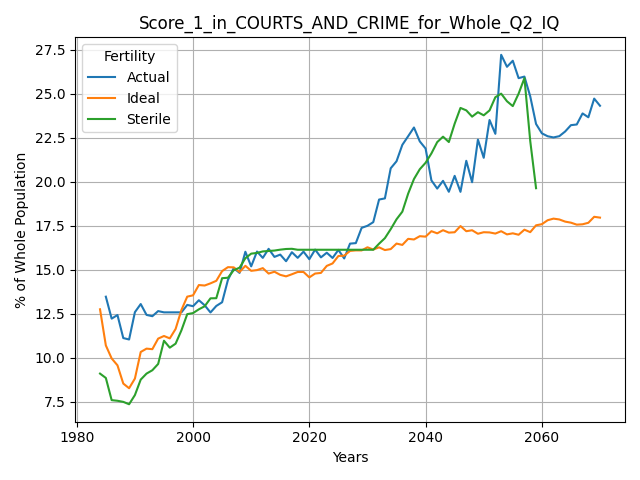 Score_1_in_COURTS_AND_CRIME_for_Whole_Q2_IQ
Fertility
Actual
Ideal
Sterile
% of Whole Population
27.5
25.0
22.5
20.0
17.5
15.0
12.5
10.0
7.5
1980 2000 2020 2040 2060
Years